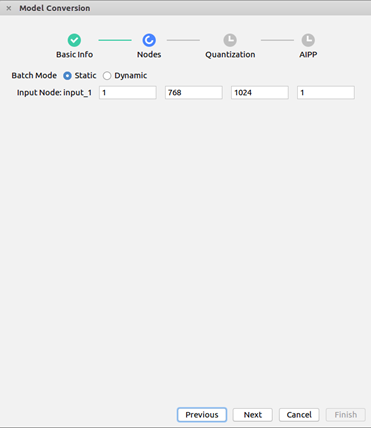 Model Conversion
Basic Info Nodes Quantization AIPP
Batch Mode Static Dynamic
Input Node: input_1 1 768 1024 1
Previous Next Cancel Finish